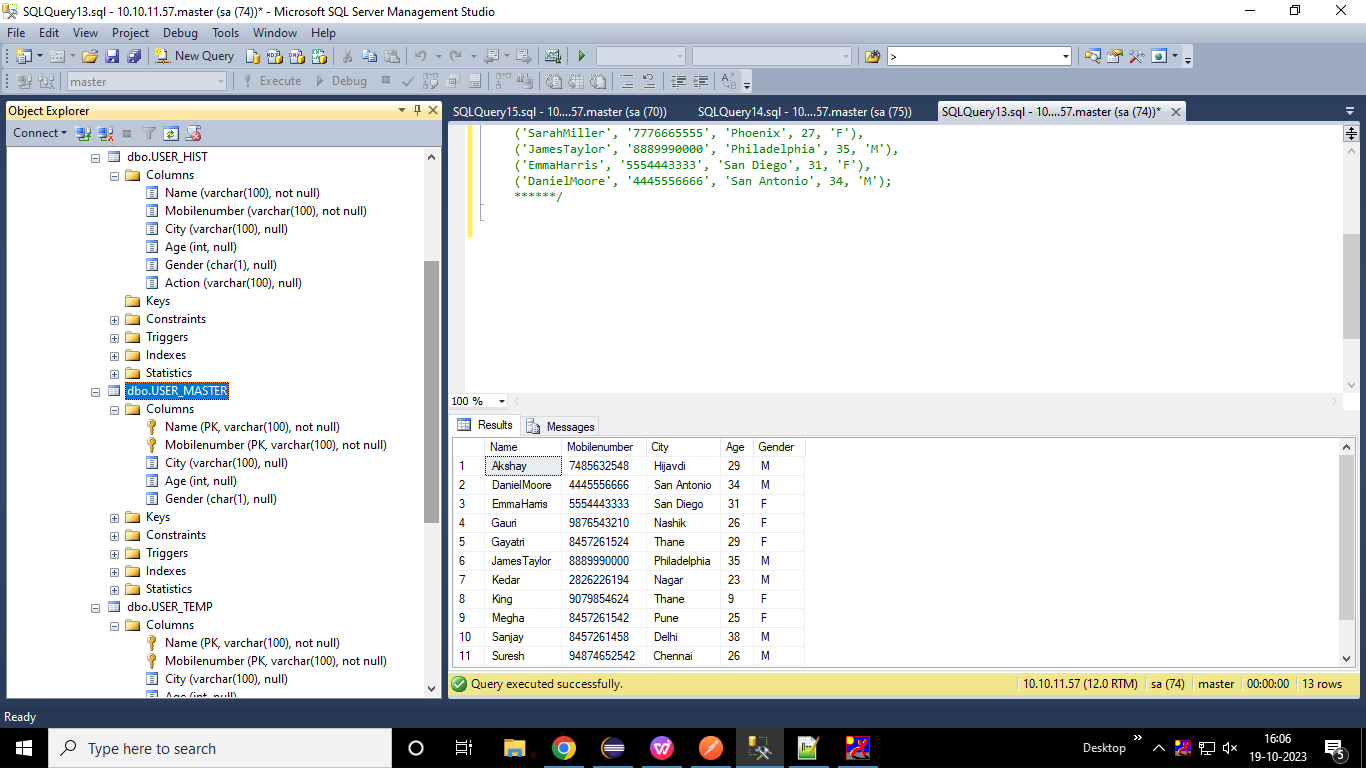 SQLQuery13.sql - 10.10.11.57.master (sa (74))* - Microsoft SQL Server Management Studio
File Edit View Project Debug Tools Window Help
New Query >
master Execute Debug
Object Explorer
Connect
dbo.USER_HIST
Columns
Name (varchar(100), not null)
Mobilenumber (varchar(100), not null)
City (varchar(100), null)
Age (int, null)
Gender (char(1), null)
Action (varchar(100), null)
Keys
Constraints
Triggers
Indexes
Statistics
dbo.USER_MASTER
Columns
Name (PK, varchar(100), not null)
Mobilenumber (PK, varchar(100), not null)
City (varchar(100), null)
Age (int, null)
Gender (char(1), null)
Keys
Constraints
Triggers
Indexes
Statistics
dbo.USER_TEMP
Columns
Name (PK, varchar(100), not null)
Mobilenumber (PK, varchar(100), not null)
City (varchar(100), null)
Age (int, null)
SQLQuery15.sql - 10....57.master (sa (70)) SQLQuery14.sql - 10....57.master (sa (75)) SQLQuery13.sql - 10....57.master (sa (74))*
('SarahMiller', '7776665555', 'Phoenix', 27, 'F'),
('JamesTaylor', '8889990000', 'Philadelphia', 35, 'M'),
('EmmaHarris', '5554443333', 'San Diego', 31, 'F'),
('DanielMoore', '4445556666', 'San Antonio', 34, 'M');
******/
100 %
Results Messages
Name Mobilenumber City Age Gender
1 Akshay 7485632548 Hijavdi 29 M
2 DanielMoore 4445556666 San Antonio 34 M
3 EmmaHarris 5554443333 San Diego 31 F
4 Gauri 9876543210 Nashik 26 F
5 Gayatri 8457261524 Thane 29 F
6 JamesTaylor 8889990000 Philadelphia 35 M
7 Kedar 2826226194 Nagar 23 M
8 King 9079854624 Thane 9 F
9 Megha 8457261542 Pune 25 F
10 Sanjay 8457261458 Delhi 38 M
11 Suresh 94874652542 Chennai 26 M
Query executed successfully. 10.10.11.57 (12.0 RTM) sa (74) master 00:00:00 13 rows
Ready
Type here to search Desktop 16:06
19-10-2023 5